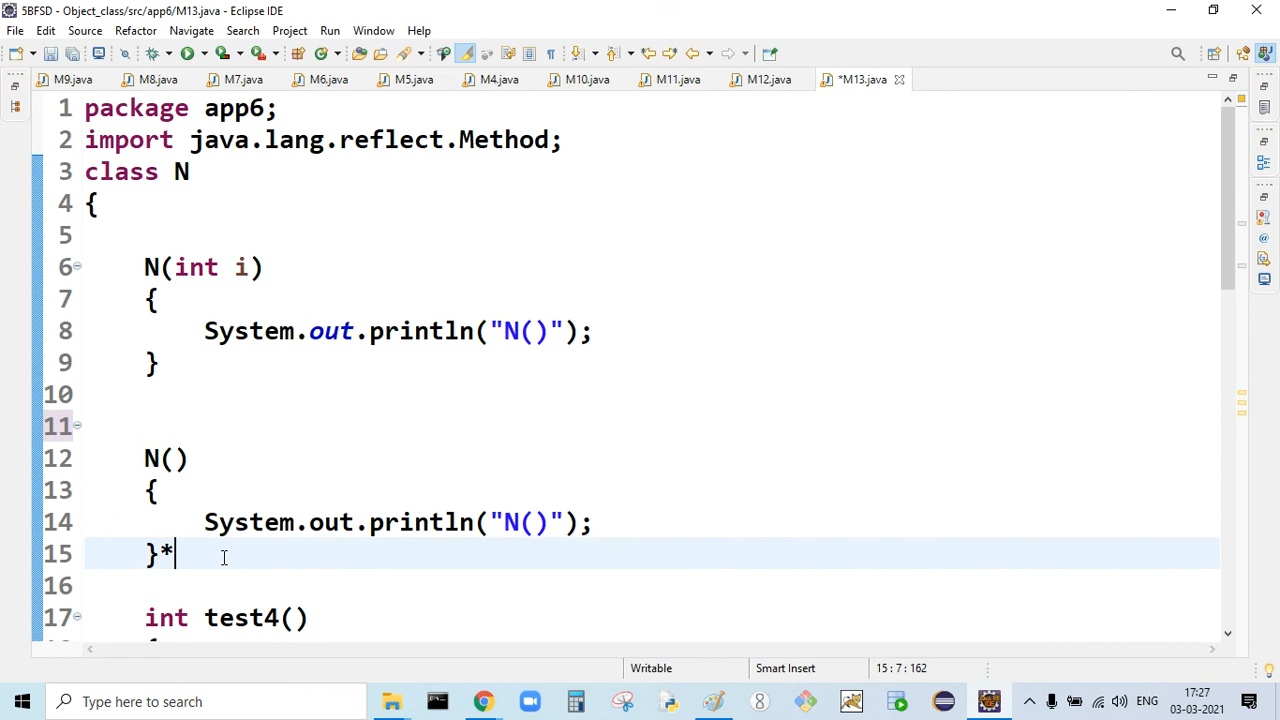 5BFSD - Object_class/src/app6/M13.java - Eclipse IDE
File Edit Source Refactor Navigate Search Project Run Window Help
M9.java M8.java M7.java M6.java M5.java M4.java M10.java M11.java M12.java *M13.java
1 package app6;
2 import java.lang.reflect.Method;
3 class N
4 {
5
6 N(int i)
7 {
8 System.out.println("N()");
9 }
10
11
12 N()
13 {
14 System.out.println("N()");
15 }*
16
17 int test4()
Writable Smart Insert 15 : 7 : 162
Type here to search
ENG 7:27
03-03-2021